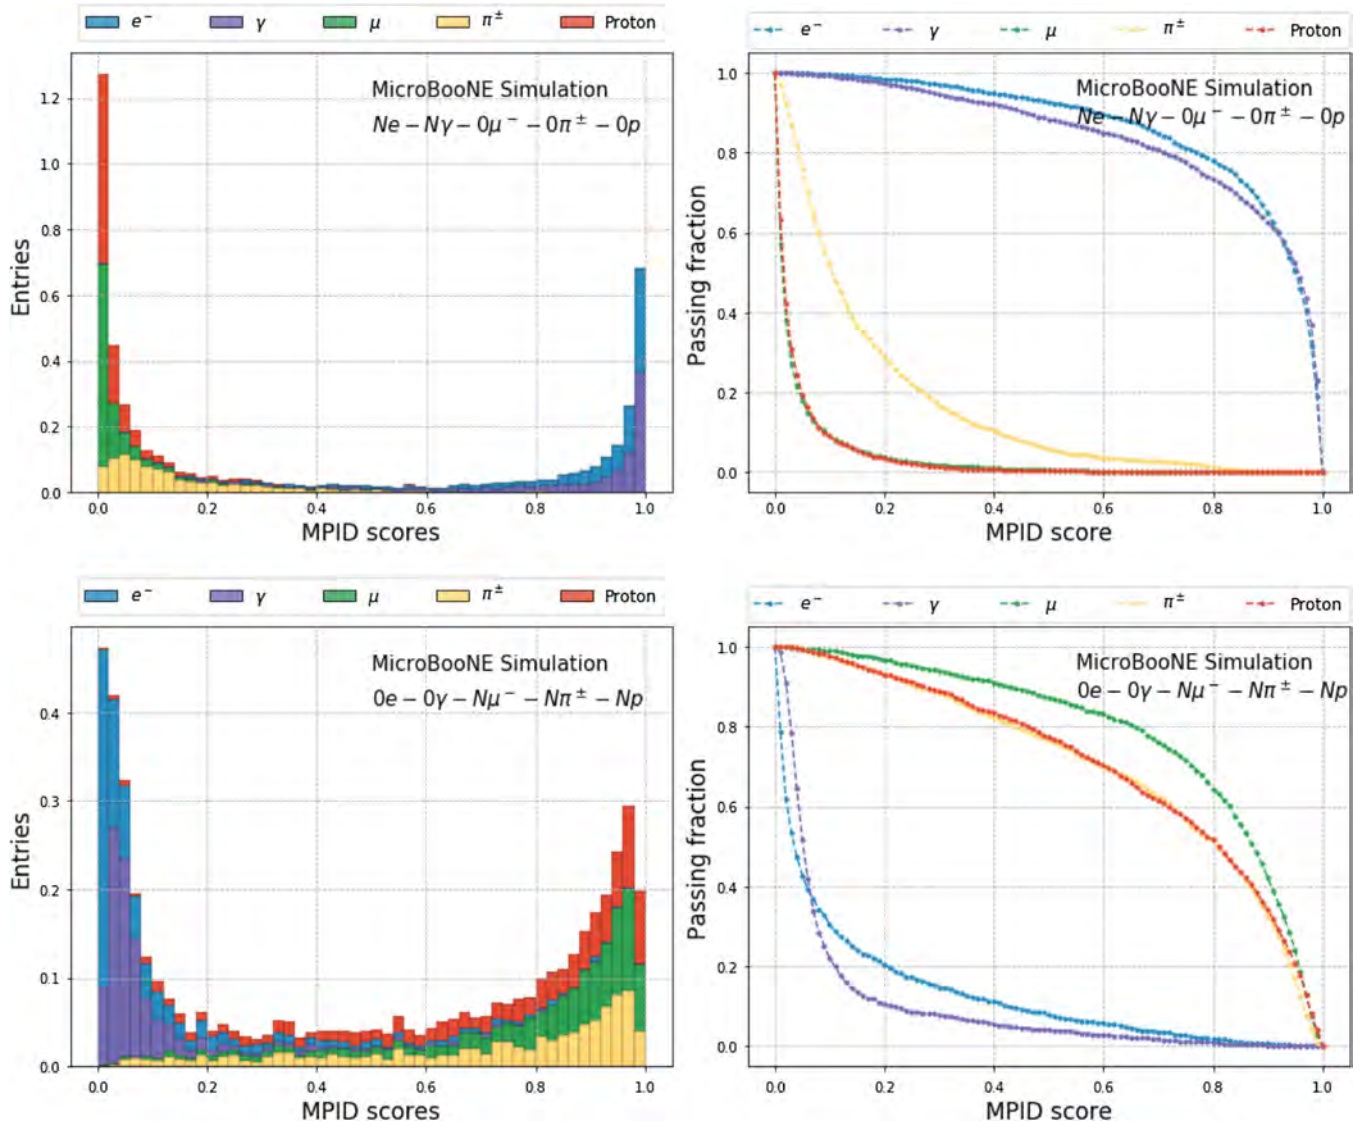 e⁻ γ μ π± Proton
MicroBooNE Simulation
Ne − Nγ − 0μ⁻ − 0π± − 0p
Entries
1.2
1.0
0.8
0.6
0.4
0.2
0.0
0.0 0.2 0.4 0.6 0.8 1.0
MPID scores
e⁻ γ μ π± Proton
MicroBooNE Simulation
Ne − Nγ − 0μ⁻ − 0π± − 0p
Passing fraction
1.0
0.8
0.6
0.4
0.2
0.0
0.0 0.2 0.4 0.6 0.8 1.0
MPID score
e⁻ γ μ π± Proton
MicroBooNE Simulation
0e − 0γ − Nμ⁻ − Nπ± − Np
Entries
0.4
0.3
0.2
0.1
0.0
0.0 0.2 0.4 0.6 0.8 1.0
MPID scores
e⁻ γ μ π± Proton
MicroBooNE Simulation
0e − 0γ − Nμ⁻ − Nπ± − Np
Passing fraction
1.0
0.8
0.6
0.4
0.2
0.0
0.0 0.2 0.4 0.6 0.8 1.0
MPID score